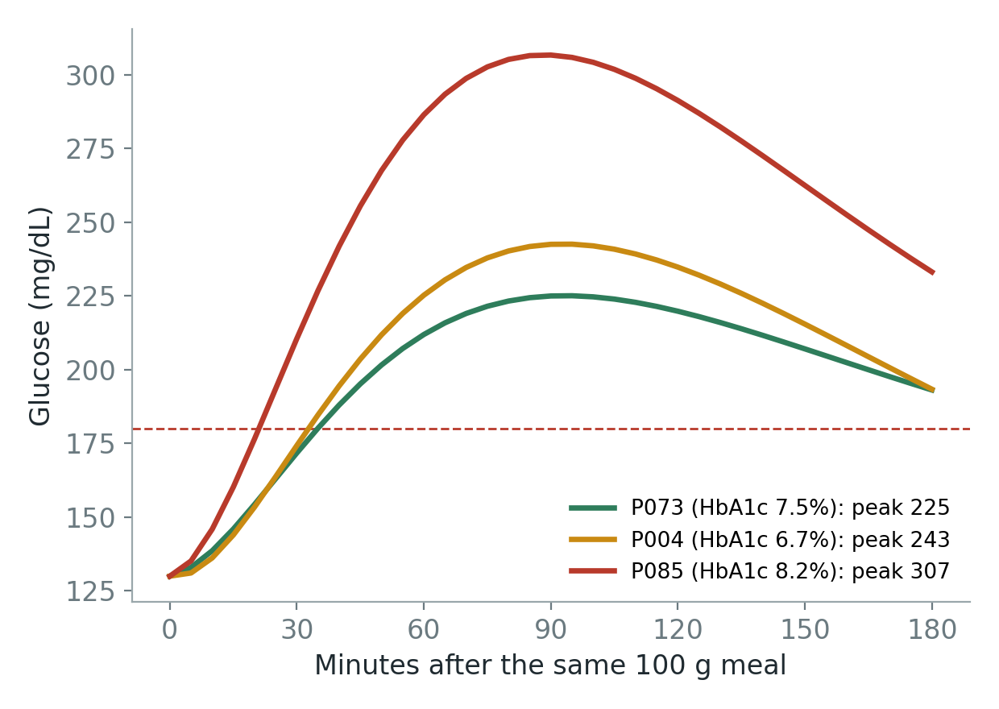 Glucose (mg/dL)
300
275
250
225
200
175
150
125
P073 (HbA1c 7.5%): peak 225
P004 (HbA1c 6.7%): peak 243
P085 (HbA1c 8.2%): peak 307
0 30 60 90 120 150 180
Minutes after the same 100 g meal